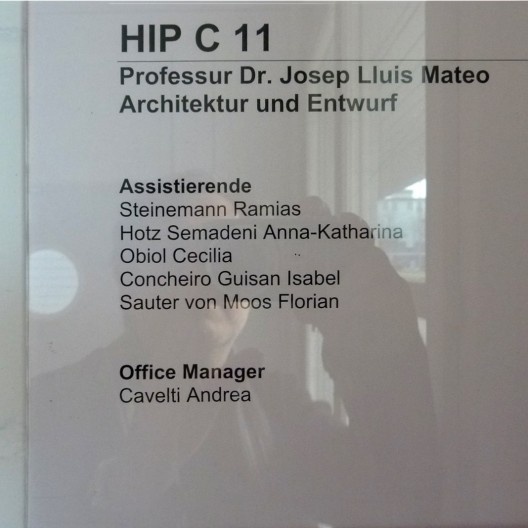 HIP C 11
Professur Dr. Josep Lluis Mateo
Architektur und Entwurf
Assistierende
Steinemann Ramias
Hotz Semadeni Anna-Katharina
Obiol Cecilia
Concheiro Guisan Isabel
Sauter von Moos Florian
Office Manager
Cavelti Andrea